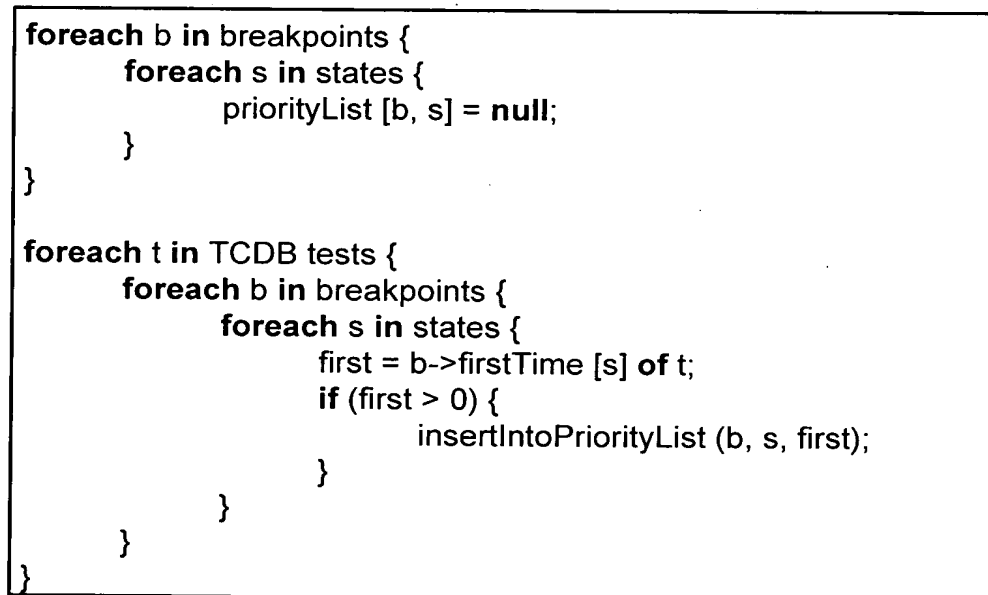 foreach b in breakpoints {
foreach s in states {
priorityList [b, s] = null;
}
}
foreach t in TCDB tests {
foreach b in breakpoints {
foreach s in states {
first = b->firstTime [s] of t;
if (first > 0) {
insertIntoPriorityList (b, s, first);
}
}
}
}